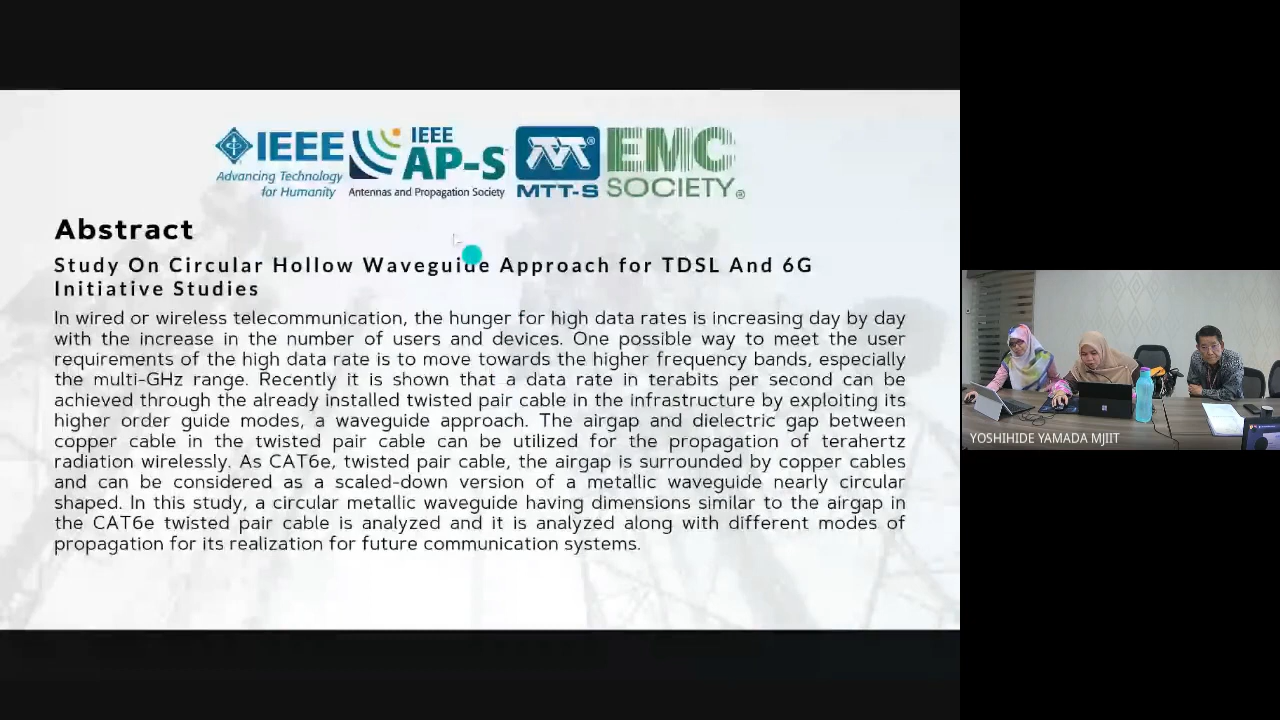 IEEE
Advancing Technology
for Humanity
IEEE
AP-S
Antennas and Propagation Society
MTT-S
EMC
SOCIETY®
Abstract
Study On Circular Hollow Waveguide Approach for TDSL And 6G
Initiative Studies
In wired or wireless telecommunication, the hunger for high data rates is increasing day by day
with the increase in the number of users and devices. One possible way to meet the user
requirements of the high data rate is to move towards the higher frequency bands, especially
the multi-GHz range. Recently it is shown that a data rate in terabits per second can be
achieved through the already installed twisted pair cable in the infrastructure by exploiting its
higher order guide modes, a waveguide approach. The airgap and dielectric gap between
copper cable in the twisted pair cable can be utilized for the propagation of terahertz
radiation wirelessly. As CAT6e, twisted pair cable, the airgap is surrounded by copper cables
and can be considered as a scaled-down version of a metallic waveguide nearly circular
shaped. In this study, a circular metallic waveguide having dimensions similar to the airgap in
the CAT6e twisted pair cable is analyzed and it is analyzed along with different modes of
propagation for its realization for future communication systems.
YOSHIHIDE YAMADA MJIIT